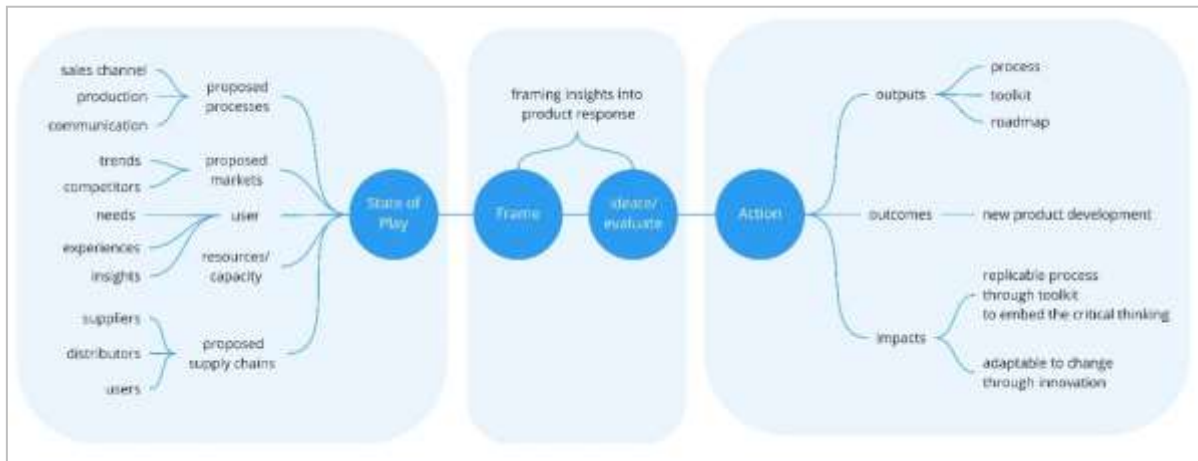 sales channel
production
communication
proposed
processes
trends
competitors
proposed
markets
needs
experiences
insights
user
resources/
capacity
suppliers
distributors
users
proposed
supply chains
State of
Play
framing insights into
product response
Frame
ideate/
evaluate
Action
outputs
process
toolkit
roadmap
outcomes
new product development
impacts
replicable process
through toolkit
to embed the critical thinking
adaptable to change
through innovation